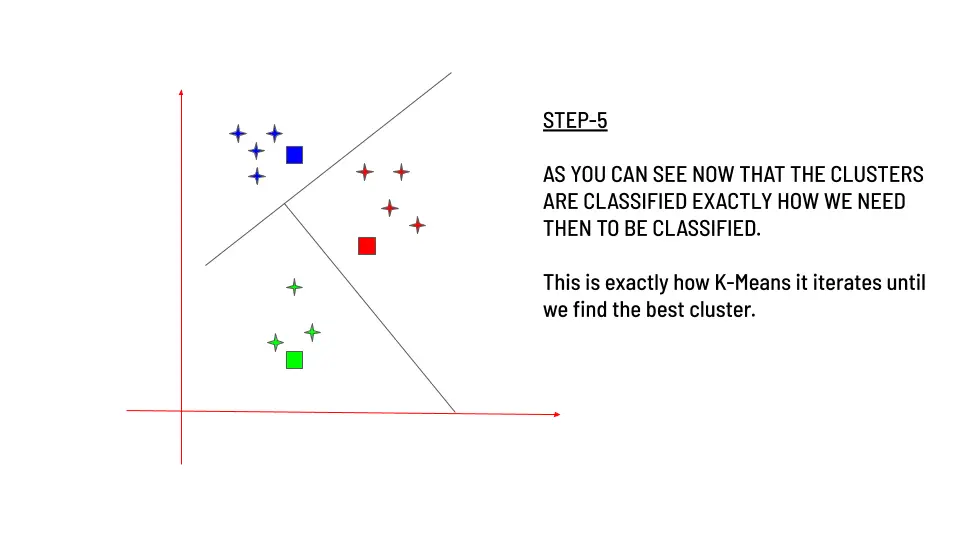 STEP-5
AS YOU CAN SEE NOW THAT THE CLUSTERS
ARE CLASSIFIED EXACTLY HOW WE NEED
THEN TO BE CLASSIFIED.
This is exactly how K-Means it iterates until
we find the best cluster.